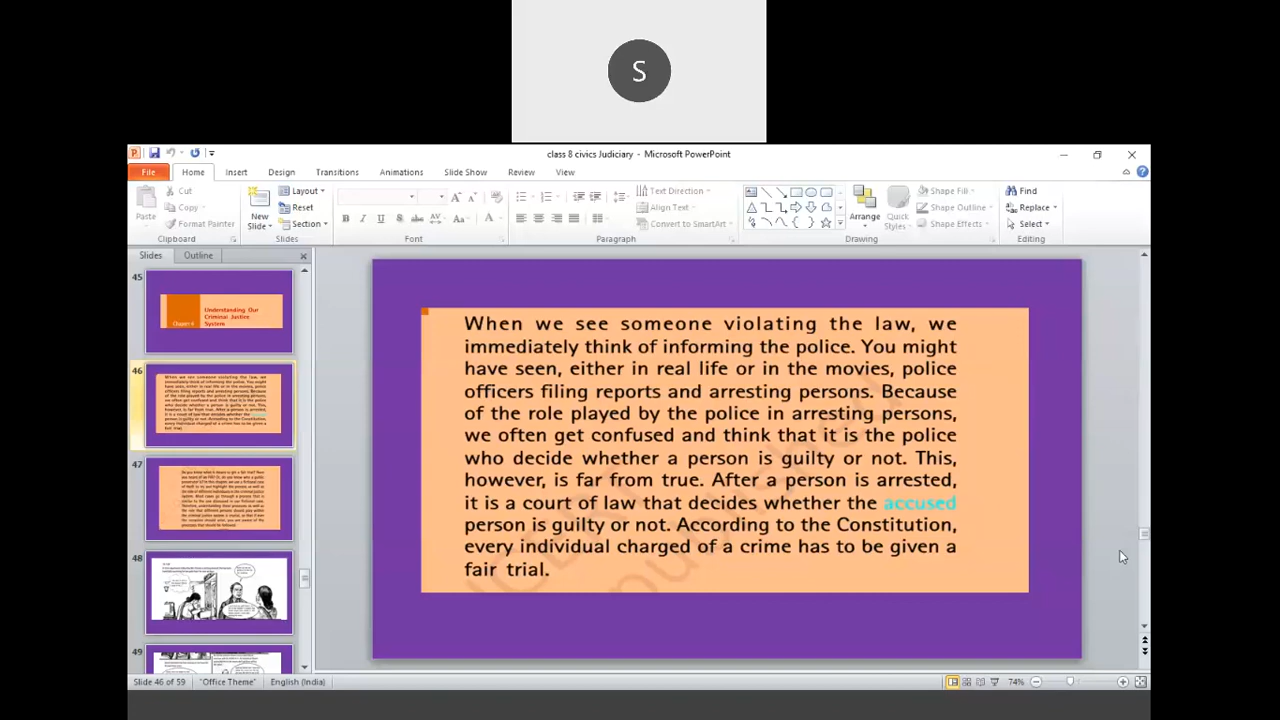 S
class 8 civics Judiciary - Microsoft PowerPoint
File Home Insert Design Transitions Animations Slide Show Review View
Paste
Cut
Copy
Format Painter
Clipboard
New
Slide
Layout
Reset
Section
Slides
Font
Paragraph
Text Direction
Align Text
Convert to SmartArt
Arrange
Quick
Styles
Shape Fill
Shape Outline
Shape Effects
Drawing
Find
Replace
Select
Editing
Slides Outline
45
Understanding Our
Criminal Justice
System
46
47
48
49
When we see someone violating the law, we
immediately think of informing the police. You might
have seen, either in real life or in the movies, police
officers filing reports and arresting persons. Because
of the role played by the police in arresting persons,
we often get confused and think that it is the police
who decide whether a person is guilty or not. This,
however, is far from true. After a person is arrested,
it is a court of law that decides whether the accused
person is guilty or not. According to the Constitution,
every individual charged of a crime has to be given a
fair trial.
Slide 46 of 59 "Office Theme" English (India) 74%